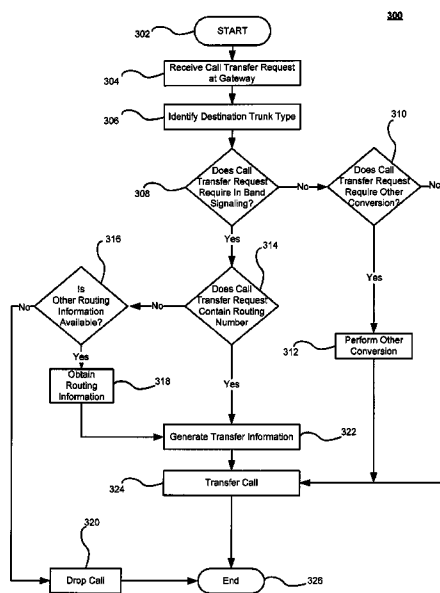 300
302
START
304
Receive Call Transfer Request
at Gateway
306
Identify Destination Trunk Type
308
Does Call
Transfer Request
Require In Band
Signaling?
No
310
Does Call
Transfer Request
Require Other
Conversion?
No
Yes
Yes
316
Is
Other Routing
Information
Available?
No
No
314
Does Call
Transfer Request
Contain Routing
Number
312
Perform Other
Conversion
Yes
318
Obtain
Routing
Information
Yes
Generate Transfer Information
322
324
Transfer Call
320
Drop Call
End
326